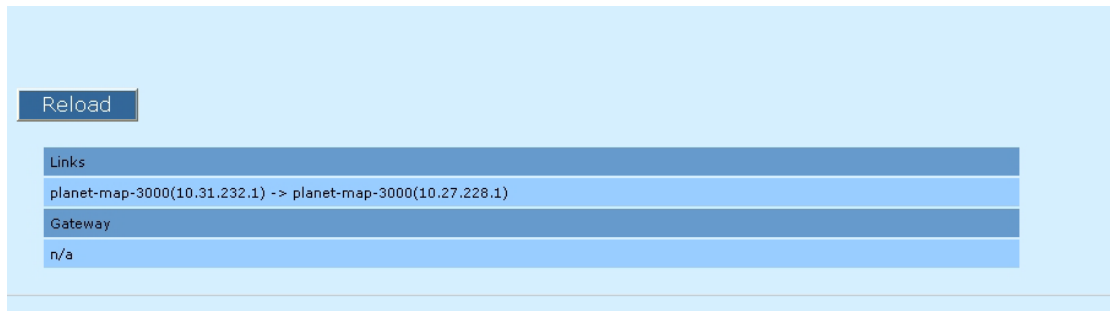 Reload
Links
planet-map-3000(10.31.232.1) -> planet-map-3000(10.27.228.1)
Gateway
n/a